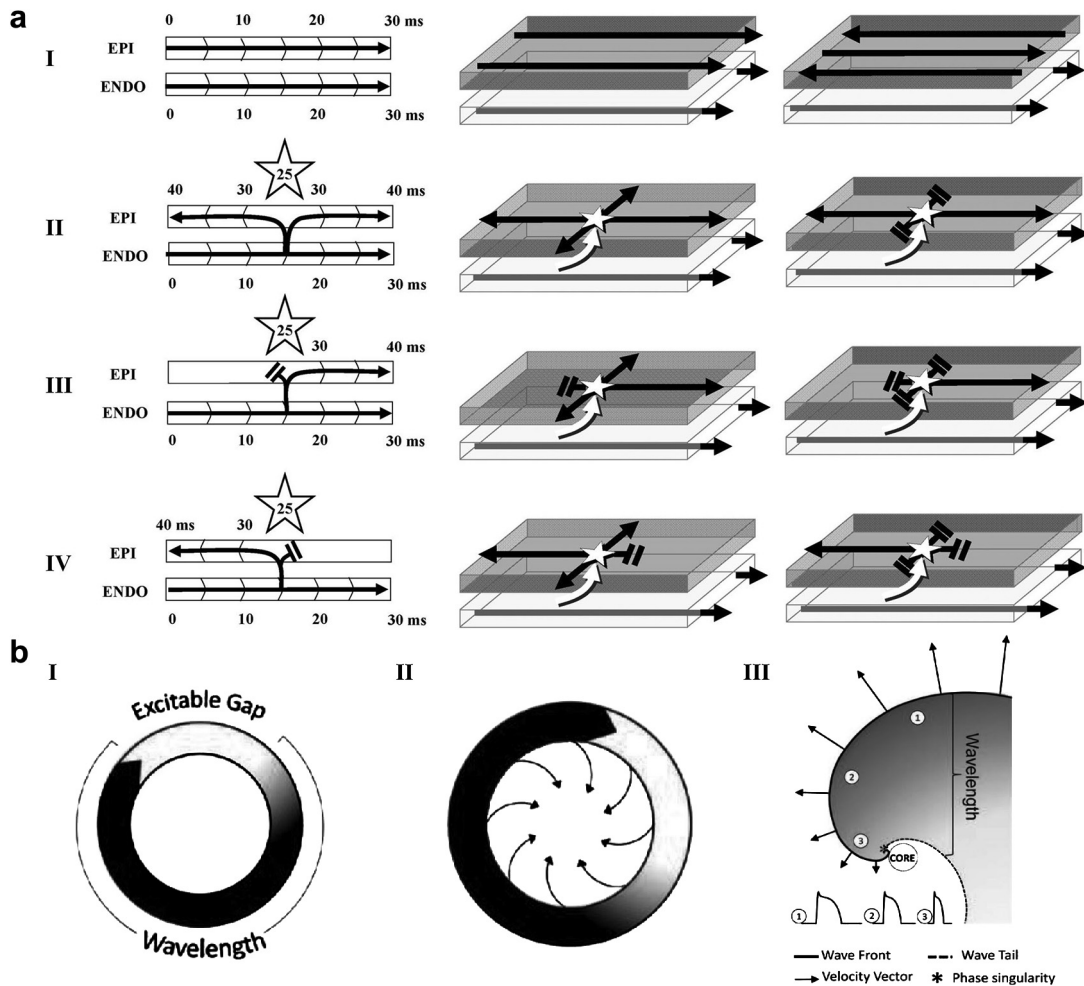 a
I
10 20 30 ms
EPI
ENDO
0 10 20 30 ms
II
25
40 30 30 40 ms
EPI
ENDO
0 10 20 30 ms
III
25
30 40 ms
EPI
ENDO
0 10 20 30 ms
IV
25
40 ms 30
EPI
ENDO
0 10 20 30 ms
b
I
Excitable Gap
Wavelength
II
III
1
2
3
Wavelength
*
CORE
1 2 3
Wave Front
Wave Tail
Velocity Vector
* Phase singularity